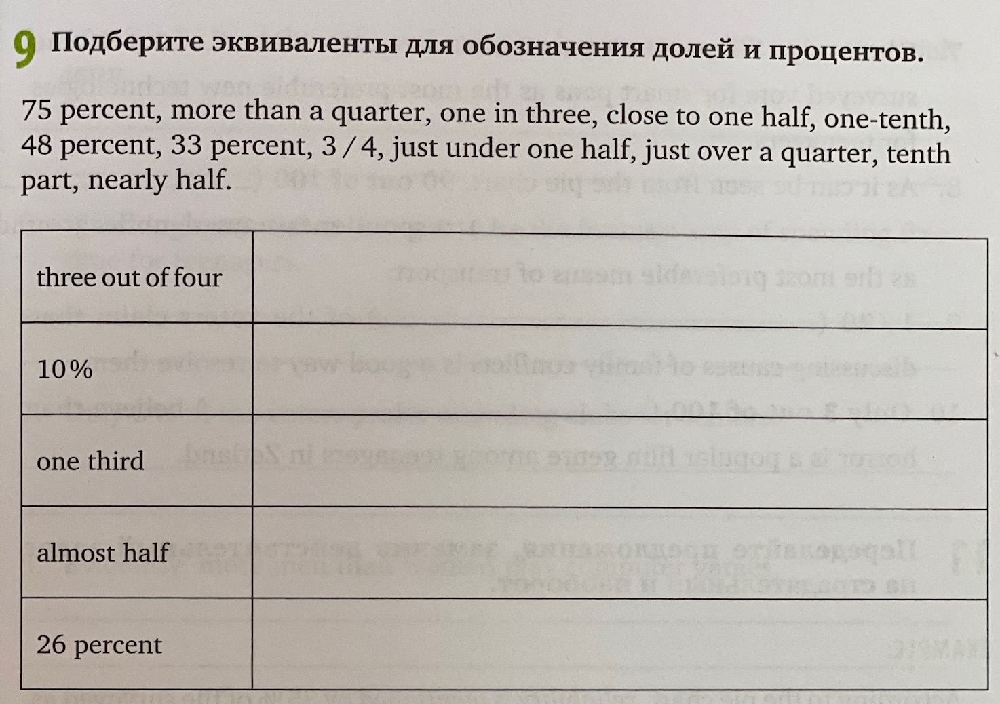 9 Подберите эквиваленты для обозначения долей и процентов.
75 percent, more than a quarter, one in three, close to one half, one-tenth,
48 percent, 33 percent, 3 / 4, just under one half, just over a quarter, tenth
part, nearly half.
three out of four
10%
one third
almost half
26 percent